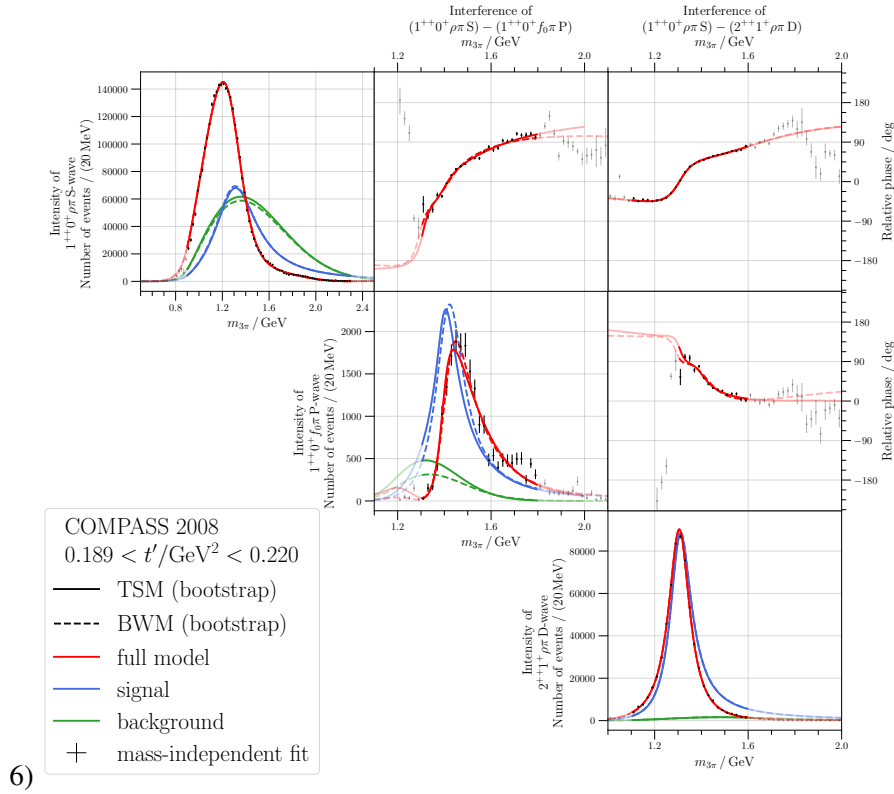 Interference of
(1⁺⁺0⁺ρπ S) − (1⁺⁺0⁺f₀π P)
m₃π / GeV
1.2 1.6 2.0
Interference of
(1⁺⁺0⁺ρπ S) − (2⁺⁺1⁺ρπ D)
m₃π / GeV
1.2 1.6 2.0
Intensity of
1⁺⁺0⁺ρπ S-wave
Number of events / (20 MeV)
140000
120000
100000
80000
60000
40000
20000
0
0.8 1.2 1.6 2.0 2.4
m₃π / GeV
180
90
0
−90
−180
Relative phase / deg
Intensity of
1⁺⁺0⁺f₀π P-wave
Number of events / (20 MeV)
2000
1500
1000
500
0
1.2 1.6 2.0
m₃π / GeV
180
90
0
−90
−180
Relative phase / deg
Intensity of
2⁺⁺1⁺ρπ D-wave
Number of events / (20 MeV)
80000
60000
40000
20000
0
1.2 1.6 2.0
m₃π / GeV
COMPASS 2008
0.189 < t′/GeV² < 0.220
TSM (bootstrap)
BWM (bootstrap)
full model
signal
background
mass-independent fit
6)